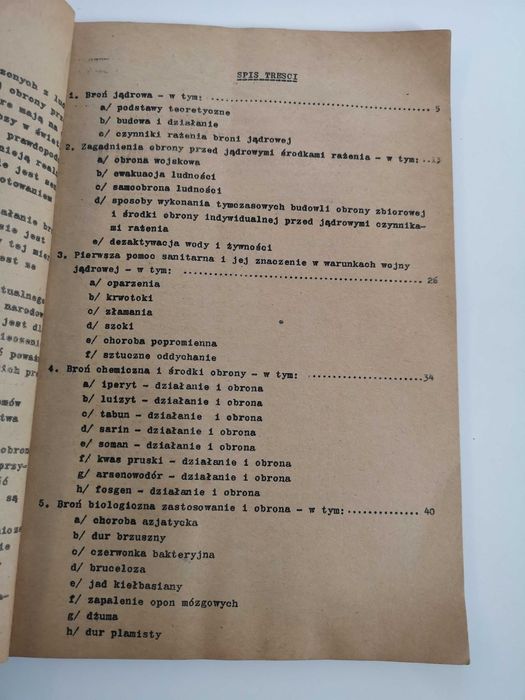 SPIS TRESCI
1. Broń jądrowa – w tym: ........ 5
a/ podstawy teoretyczne
b/ budowa i działanie
c/ czynniki rażenia broni jądrowej
2. Zagadnienia obrony przed jądrowymi środkami rażenia – w tym: ..
a/ obrona wojskowa
b/ ewakuacja ludności
c/ samoobrona ludności
d/ sposoby wykonania tymczasowych budowli obrony zbiorowej
i środki obrony indywidualnej przed jądrowymi czynnika-
mi rażenia
e/ dezaktywacja wody i żywności
3. Pierwsza pomoc sanitarna i jej znaczenie w warunkach wojny
jądrowej – w tym: ........ 26
a/ oparzenia
b/ krwotoki
c/ złamania
d/ szoki
e/ choroba popromienna
f/ sztuczne oddychanie
4. Broń chemiczna i środki obrony – w tym: ........ 34
a/ iperyt – działanie i obrona
b/ luizyt – działanie i obrona
c/ tabun – działanie i obrona
d/ sarin – działanie i obrona
e/ soman – działanie i obrona
f/ kwas pruski – działanie i obrona
g/ arsenowodór – działanie i obrona
h/ fosgen – działanie i obrona
5. Broń biologiczna zastosowanie i obrona – w tym: ........ 40
a/ choroba azjatycka
b/ dur brzuszny
c/ czerwonka bakteryjna
d/ bruceloza
e/ jad kiełbasiany
f/ zapalenie opon mózgowych
g/ dżuma
h/ dur plamisty